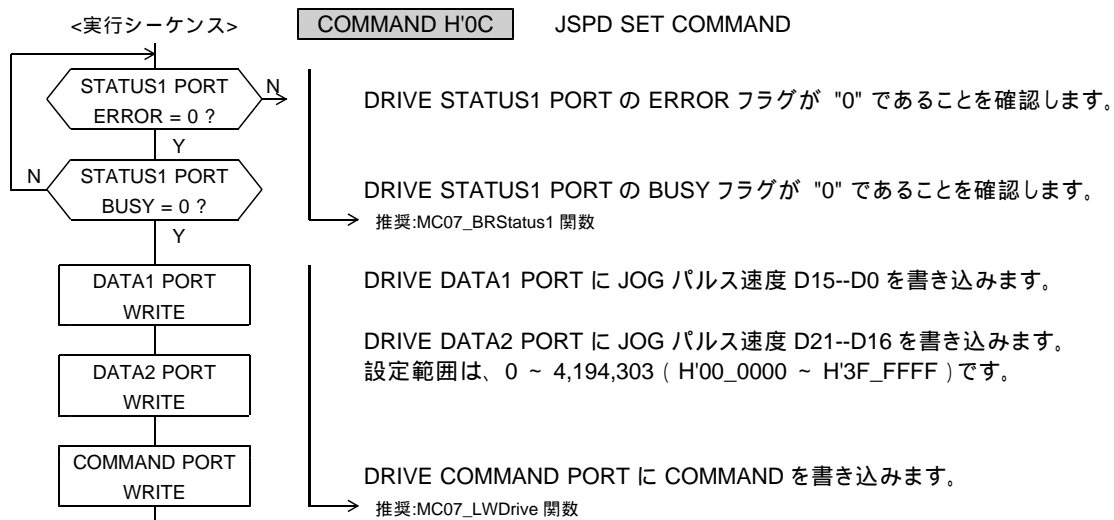 <実行シーケンス>
COMMAND H'0C
JSPD SET COMMAND
STATUS1 PORT
ERROR = 0 ?
N
DRIVE STATUS1 PORT の ERROR フラグが "0" であることを確認します。
Y
N
STATUS1 PORT
BUSY = 0 ?
DRIVE STATUS1 PORT の BUSY フラグが "0" であることを確認します。
推奨:MC07_BRStatus1 関数
Y
DATA1 PORT
WRITE
DRIVE DATA1 PORT に JOG パルス速度 D15--D0 を書き込みます。
DATA2 PORT
WRITE
DRIVE DATA2 PORT に JOG パルス速度 D21--D16 を書き込みます。
設定範囲は、0 ~ 4,194,303 ( H'00_0000 ~ H'3F_FFFF ) です。
COMMAND PORT
WRITE
DRIVE COMMAND PORT に COMMAND を書き込みます。
推奨:MC07_LWDrive 関数